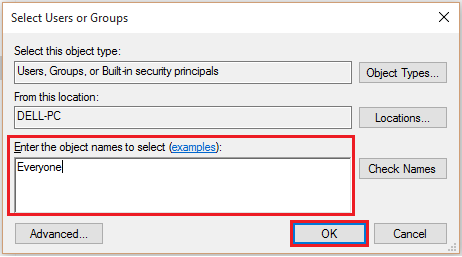 Select Users or Groups
Select this object type:
Users, Groups, or Built-in security principals
Object Types...
From this location:
DELL-PC
Locations...
Enter the object names to select (examples):
Everyone
Check Names
Advanced...
OK
Cancel